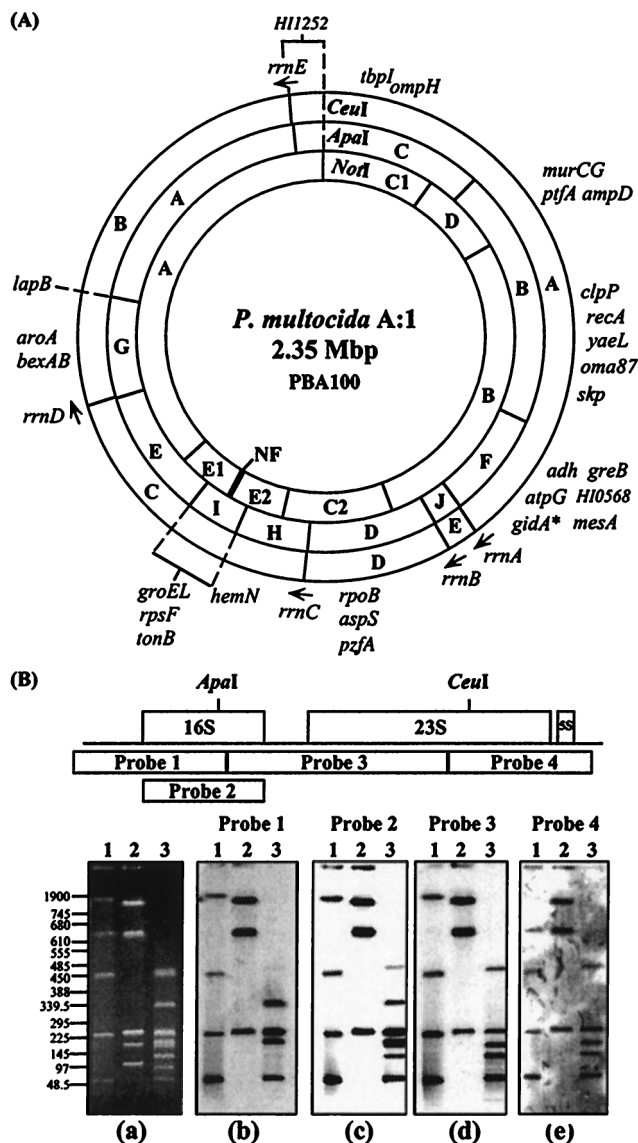 (A)
HI1252
rrnE
tbpI ompH
CeuI
ApaI
NotI
C
C1
D
murCG
ptfA ampD
B
A
A
B
A
lapB
P. multocida A:1
2.35 Mbp
PBA100
clpP
recA
yaeL
oma87
skp
aroA
bexAB
G
B
rrnD
E
C
E1
NF
E2
I
C2
F
J
E
H
D
D
adh greB
atpG HI0568
gidA* mesA
rrnA
rrnB
groEL
rpsF
tonB
hemN
rrnC
rpoB
aspS
pzfA
(B)
ApaI CeuI
16S 23S 5S
Probe 1 Probe 3 Probe 4
Probe 2
Probe 1 Probe 2 Probe 3 Probe 4
1 2 3 1 2 3 1 2 3 1 2 3 1 2 3
1900
745
680
610
555
485
450
388
339.5
295
225
145
97
48.5
(a) (b) (c) (d) (e)